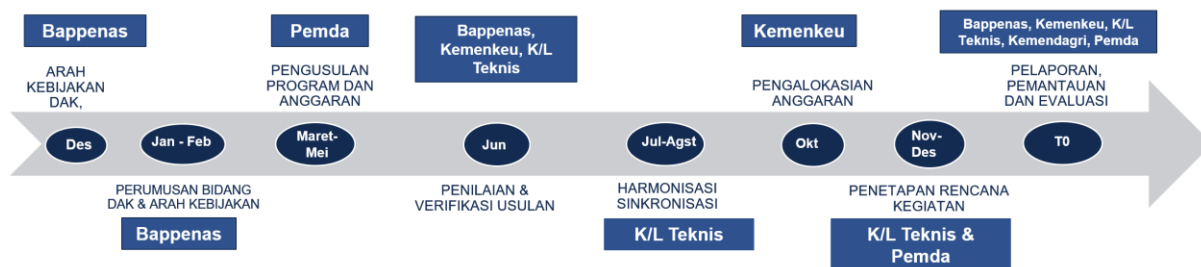 Bappenas
ARAH
KEBIJAKAN
DAK,
Des
Jan - Feb
PERUMUSAN BIDANG
DAK & ARAH KEBIJAKAN
Bappenas
Pemda
PENGUSULAN
PROGRAM DAN
ANGGARAN
Maret-
Mei
Bappenas,
Kemenkeu, K/L
Teknis
Jun
PENILAIAN &
VERIFIKASI USULAN
Jul-Agst
HARMONISASI
SINKRONISASI
K/L Teknis
Kemenkeu
PENGALOKASIAN
ANGGARAN
Okt
Nov-
Des
PENETAPAN RENCANA
KEGIATAN
K/L Teknis &
Pemda
Bappenas, Kemenkeu, K/L
Teknis, Kemendagri, Pemda
PELAPORAN,
PEMANTAUAN
DAN EVALUASI
T0